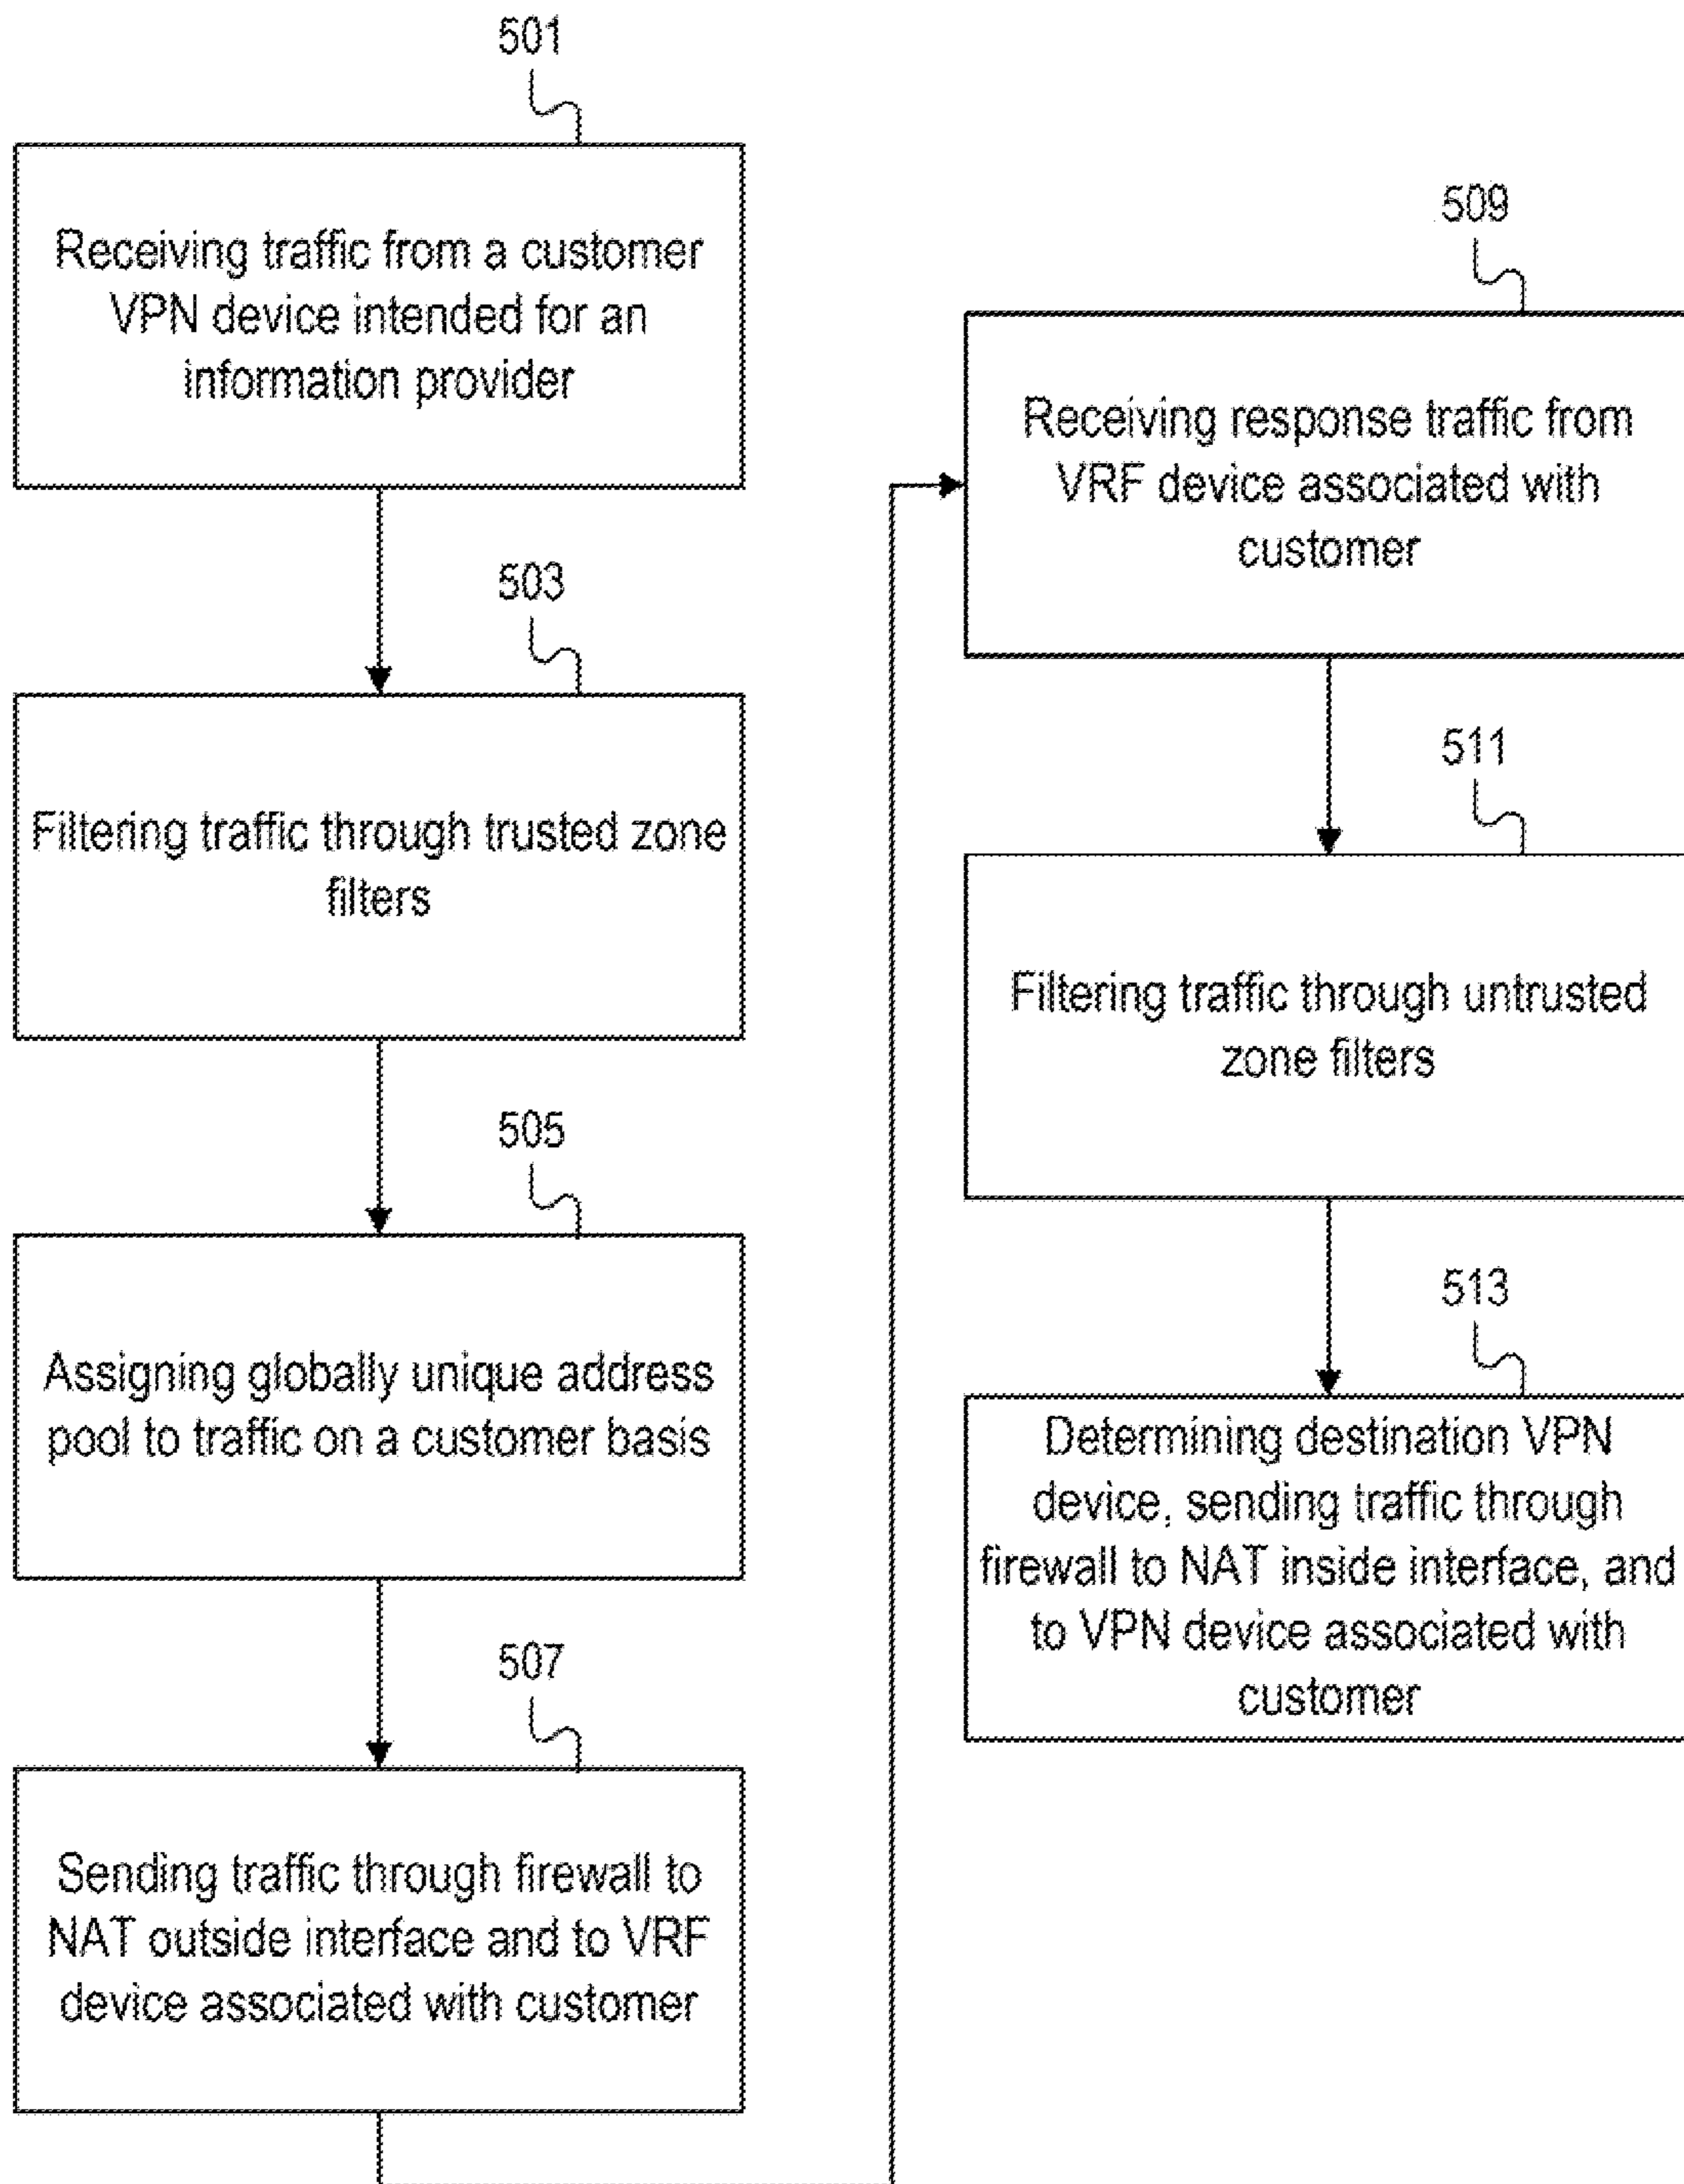 501
Receiving traffic from a customer
VPN device intended for an
information provider
503
Filtering traffic through trusted zone
filters
505
Assigning globally unique address
pool to traffic on a customer basis
507
Sending traffic through firewall to
NAT outside interface and to VRF
device associated with customer
509
Receiving response traffic from
VRF device associated with
customer
511
Filtering traffic through untrusted
zone filters
513
Determining destination VPN
device, sending traffic through
firewall to NAT inside interface, and
to VPN device associated with
customer